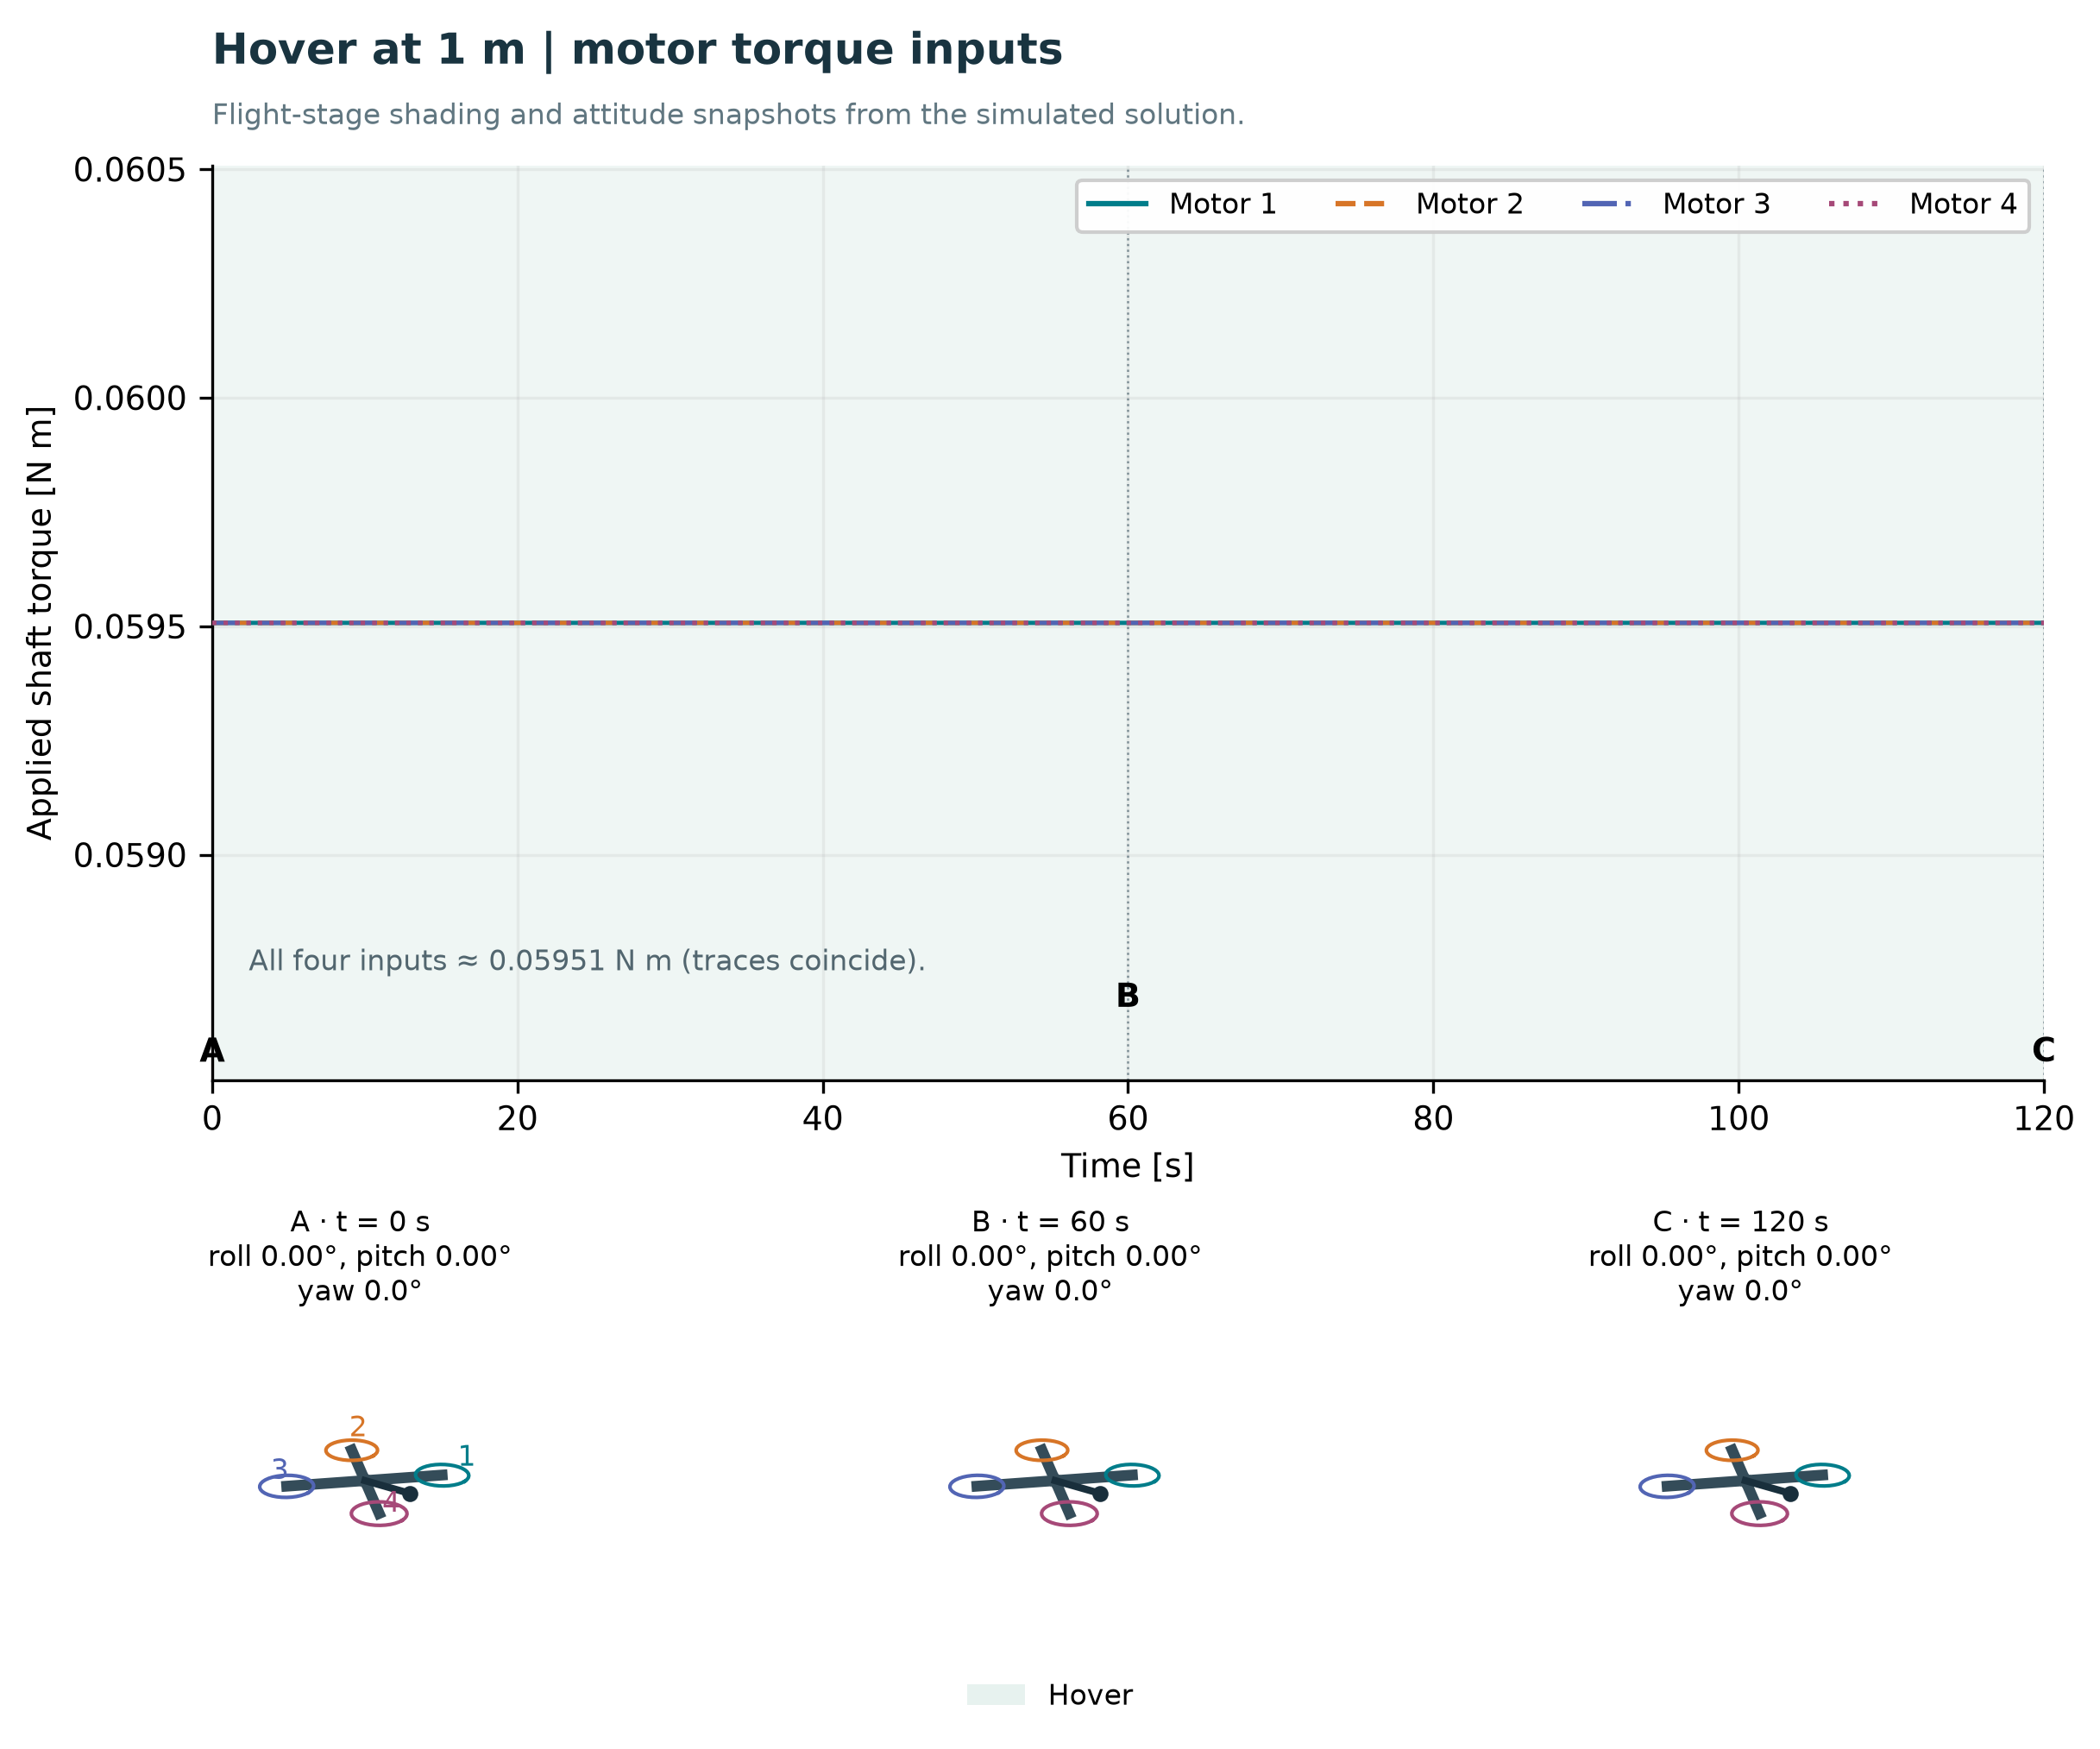 Hover at 1 m | motor torque inputs
Flight-stage shading and attitude snapshots from the simulated solution.
Applied shaft torque [N m]
0.0605
0.0600
0.0595
0.0590
Motor 1 Motor 2 Motor 3 Motor 4
All four inputs ≈ 0.05951 N m (traces coincide).
A B C
0 20 40 60 80 100 120
Time [s]
A · t = 0 s
roll 0.00°, pitch 0.00°
yaw 0.0°
B · t = 60 s
roll 0.00°, pitch 0.00°
yaw 0.0°
C · t = 120 s
roll 0.00°, pitch 0.00°
yaw 0.0°
2
1
3
4
Hover